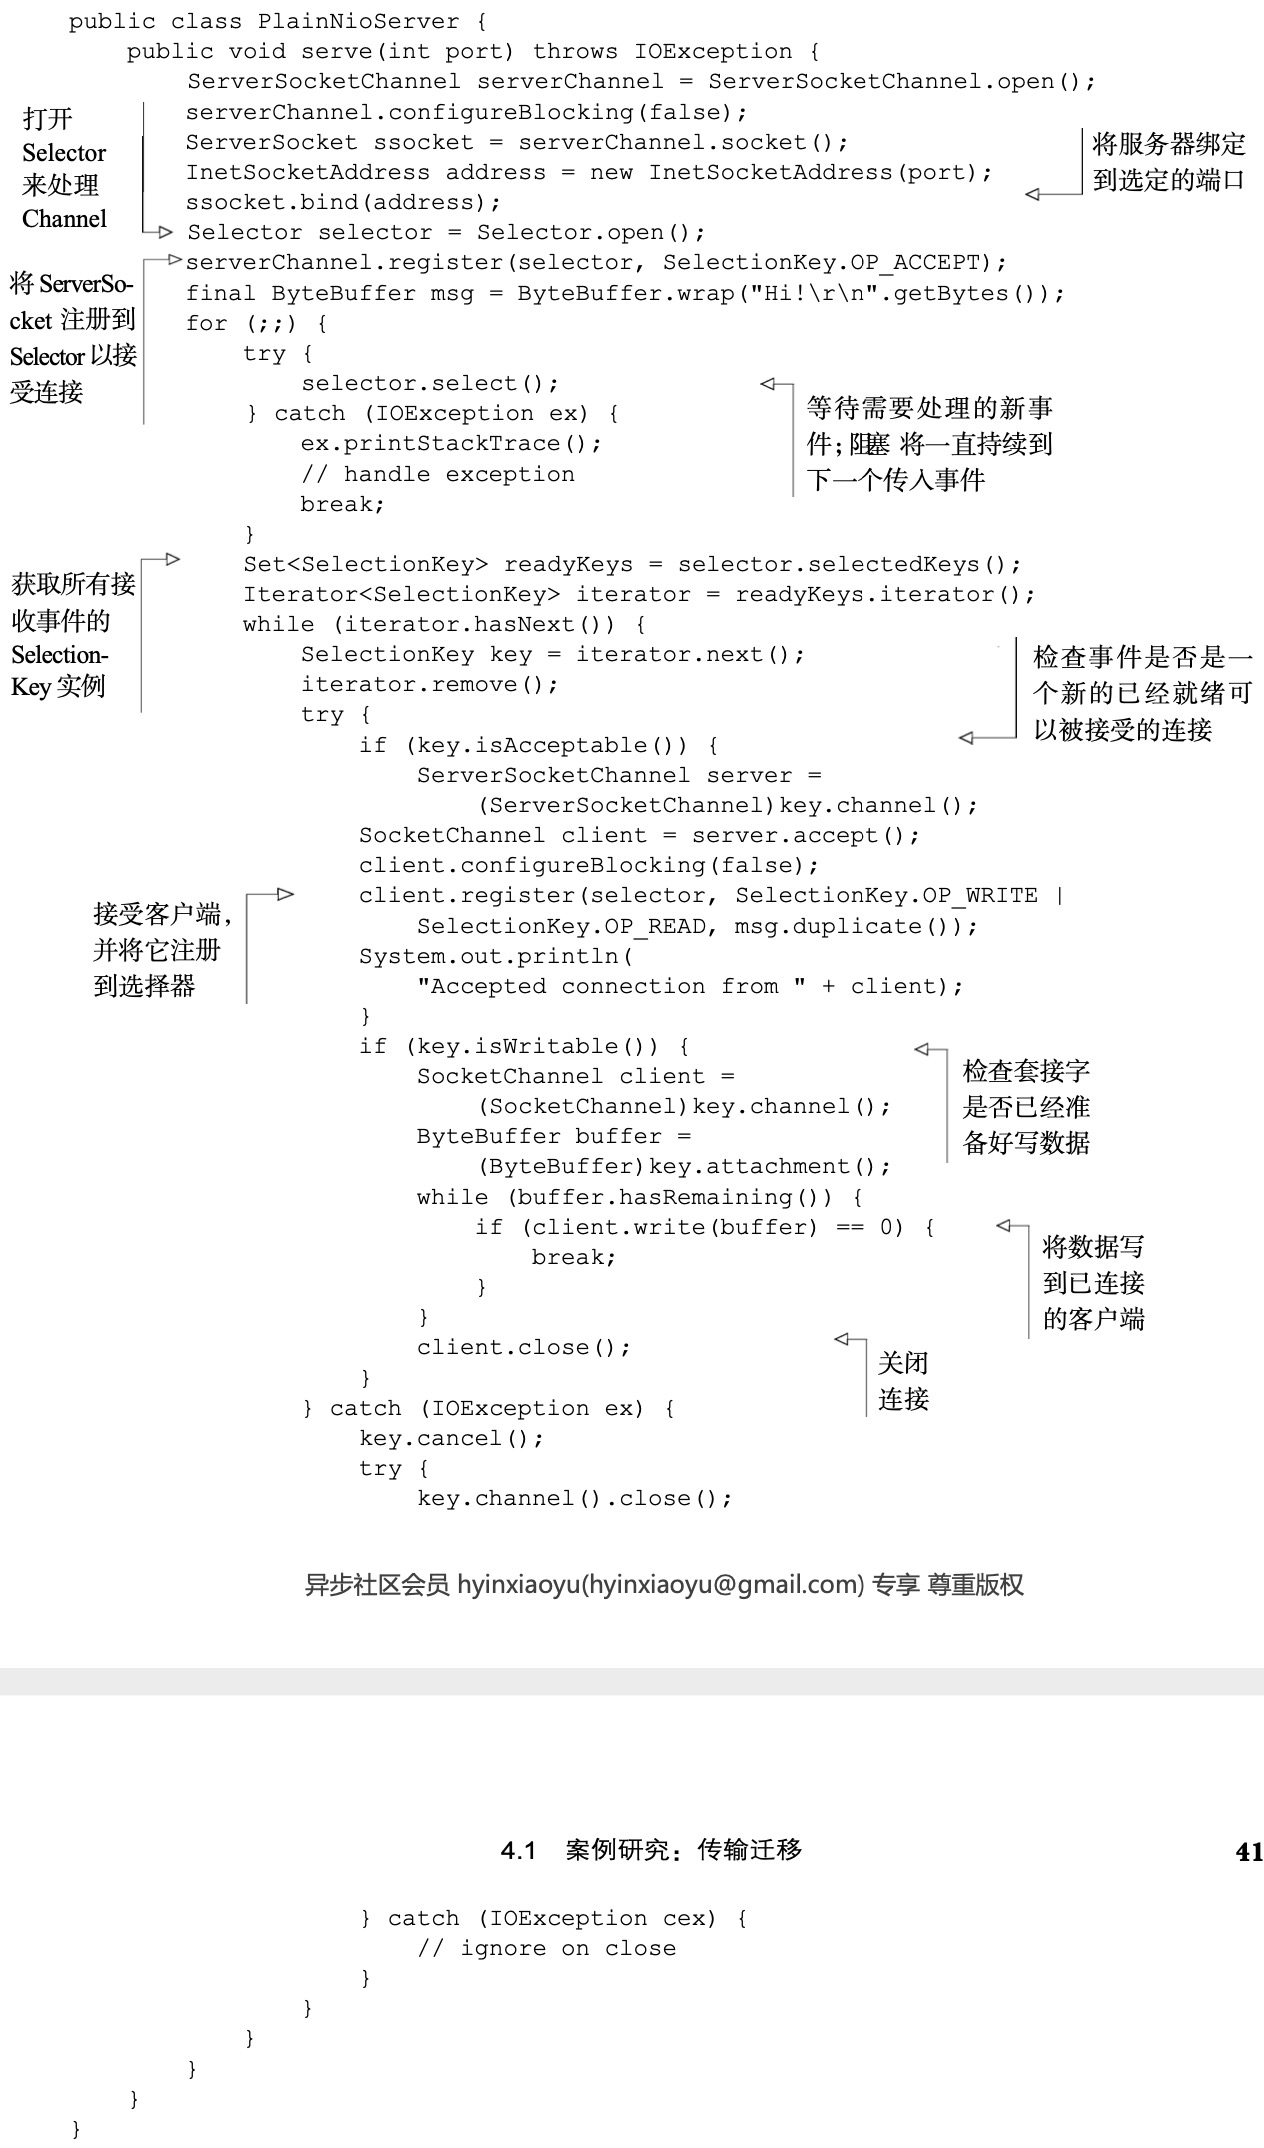 public class PlainNioServer {
public void serve(int port) throws IOException {
ServerSocketChannel serverChannel = ServerSocketChannel.open();
serverChannel.configureBlocking(false);
ServerSocket ssocket = serverChannel.socket();
InetSocketAddress address = new InetSocketAddress(port);
ssocket.bind(address);
Selector selector = Selector.open();
serverChannel.register(selector, SelectionKey.OP_ACCEPT);
final ByteBuffer msg = ByteBuffer.wrap("Hi!\r\n".getBytes());
for (;;) {
try {
selector.select();
} catch (IOException ex) {
ex.printStackTrace();
// handle exception
break;
}
Set<SelectionKey> readyKeys = selector.selectedKeys();
Iterator<SelectionKey> iterator = readyKeys.iterator();
while (iterator.hasNext()) {
SelectionKey key = iterator.next();
iterator.remove();
try {
if (key.isAcceptable()) {
ServerSocketChannel server =
(ServerSocketChannel)key.channel();
SocketChannel client = server.accept();
client.configureBlocking(false);
client.register(selector, SelectionKey.OP_WRITE |
SelectionKey.OP_READ, msg.duplicate());
System.out.println(
"Accepted connection from " + client);
}
if (key.isWritable()) {
SocketChannel client =
(SocketChannel)key.channel();
ByteBuffer buffer =
(ByteBuffer)key.attachment();
while (buffer.hasRemaining()) {
if (client.write(buffer) == 0) {
break;
}
}
client.close();
}
} catch (IOException ex) {
key.cancel();
try {
key.channel().close();
打开
Selector
来处理
Channel
将 ServerSo-
cket 注册到
Selector 以接
受连接
获取所有接
收事件的
Selection-
Key 实例
接受客户端，
并将它注册
到选择器
将服务器绑定
到选定的端口
等待需要处理的新事
件；阻塞 将一直持续到
下一个传入事件
检查事件是否是一
个新的已经就绪可
以被接受的连接
检查套接字
是否已经准
备好写数据
将数据写
到已连接
的客户端
关闭
连接
异步社区会员 hyinxiaoyu(hyinxiaoyu@gmail.com) 专享 尊重版权
4.1 案例研究：传输迁移 41
} catch (IOException cex) {
// ignore on close
}
}
}
}
}
}